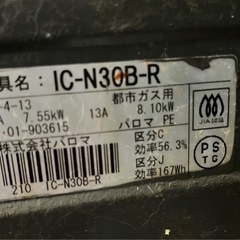 具名: IC-N30B-R
-4-13 都市ガス用
A 7.55kW 13A 8.10kW
-01-903615 パロマ PE
株式会社パロマ 区分C
効率56.3%
区分J
効率167Wh
210 IC-N30B-R
JIA
PS
TG